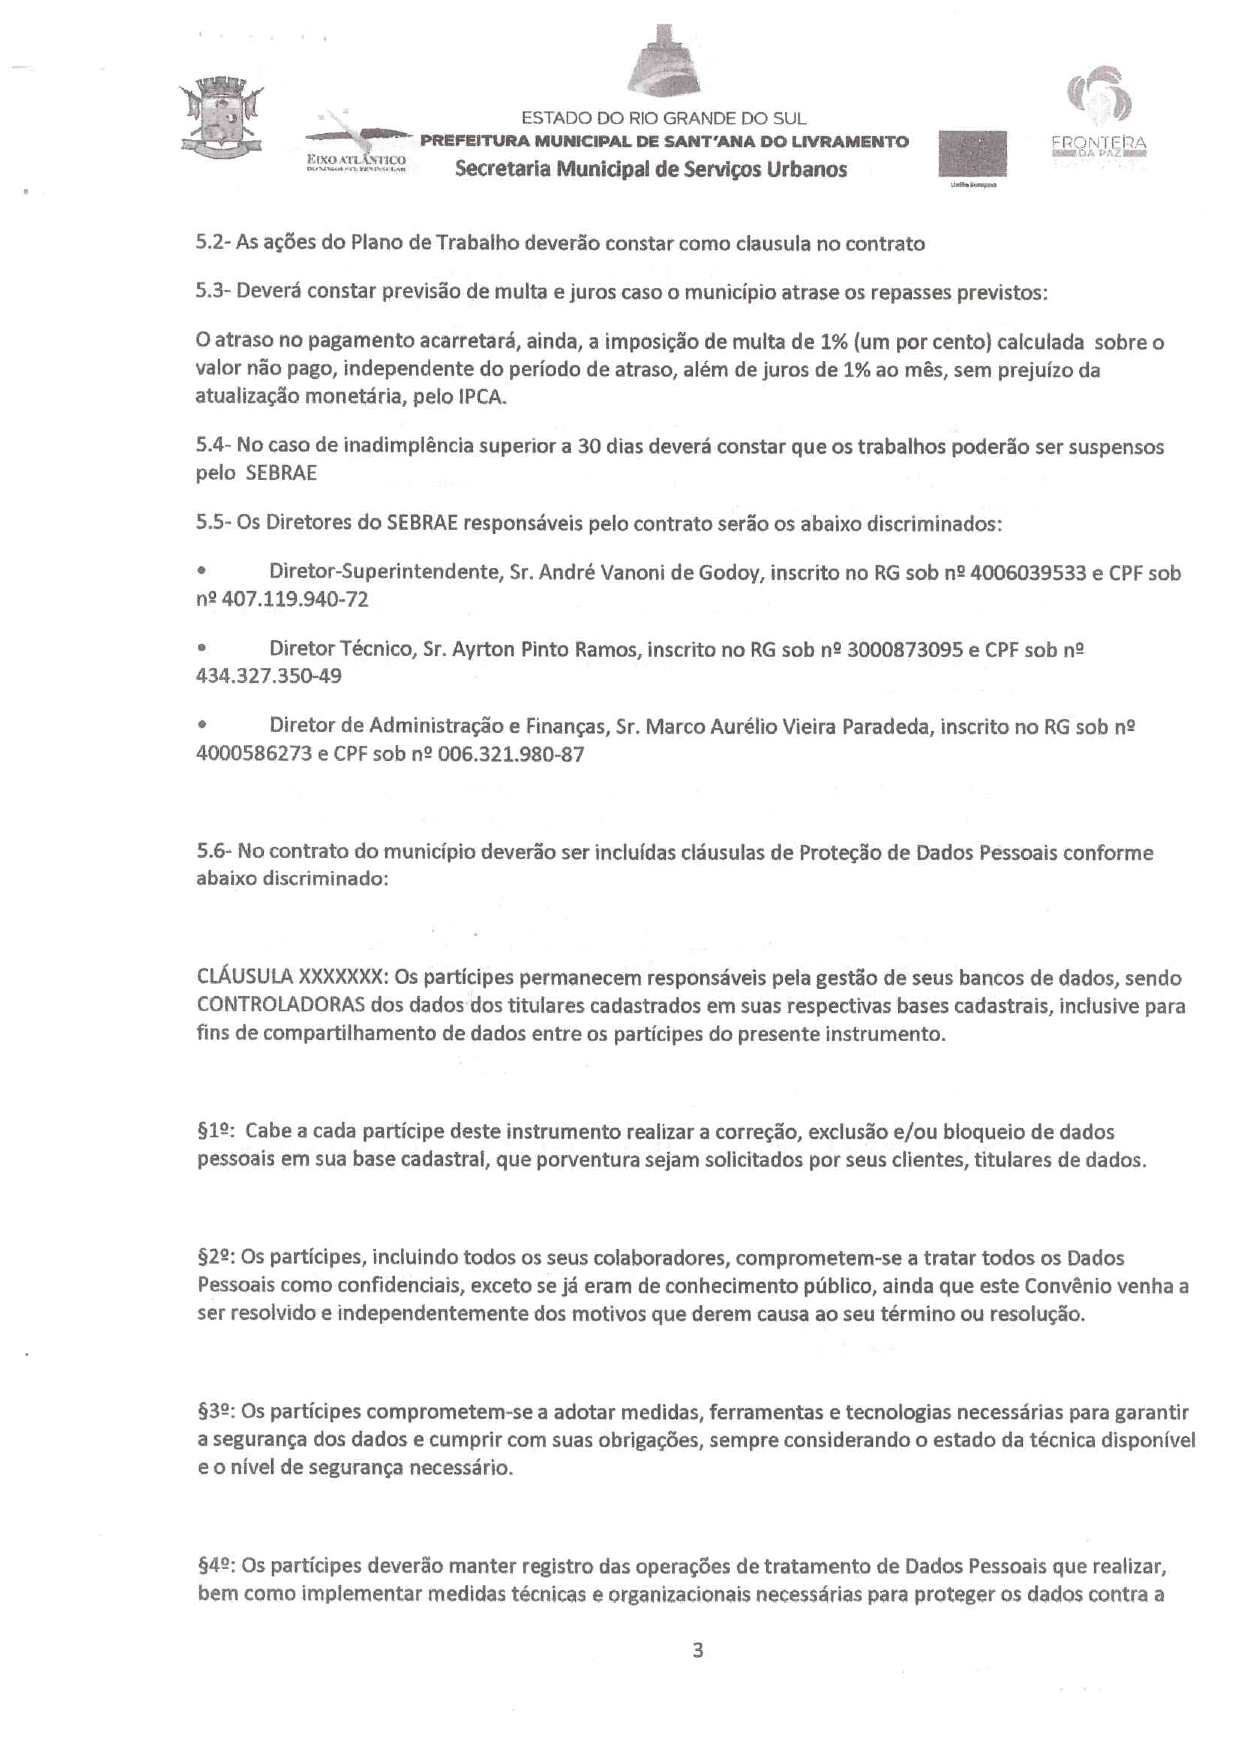 ESTADO DO RIO GRANDE DO SUL
PREFEITURA MUNICIPAL DE SANT'ANA DO LIVRAMENTO
Secretaria Municipal de Serviços Urbanos
EIXO ATLÂNTICO
União Europeia
FRONTEIRA
DA PAZ
5.2- As ações do Plano de Trabalho deverão constar como clausula no contrato
5.3- Deverá constar previsão de multa e juros caso o município atrase os repasses previstos:
O atraso no pagamento acarretará, ainda, a imposição de multa de 1% (um por cento) calculada sobre o
valor não pago, independente do período de atraso, além de juros de 1% ao mês, sem prejuízo da
atualização monetária, pelo IPCA.
5.4- No caso de inadimplência superior a 30 dias deverá constar que os trabalhos poderão ser suspensos
pelo SEBRAE
5.5- Os Diretores do SEBRAE responsáveis pelo contrato serão os abaixo discriminados:
• Diretor-Superintendente, Sr. André Vanoni de Godoy, inscrito no RG sob nº 4006039533 e CPF sob
nº 407.119.940-72
• Diretor Técnico, Sr. Ayrton Pinto Ramos, inscrito no RG sob nº 3000873095 e CPF sob nº
434.327.350-49
• Diretor de Administração e Finanças, Sr. Marco Aurélio Vieira Paradeda, inscrito no RG sob nº
4000586273 e CPF sob nº 006.321.980-87
5.6- No contrato do município deverão ser incluídas cláusulas de Proteção de Dados Pessoais conforme
abaixo discriminado:
CLÁUSULA XXXXXXX: Os partícipes permanecem responsáveis pela gestão de seus bancos de dados, sendo
CONTROLADORAS dos dados dos titulares cadastrados em suas respectivas bases cadastrais, inclusive para
fins de compartilhamento de dados entre os partícipes do presente instrumento.
§1º: Cabe a cada partícipe deste instrumento realizar a correção, exclusão e/ou bloqueio de dados
pessoais em sua base cadastral, que porventura sejam solicitados por seus clientes, titulares de dados.
§2º: Os partícipes, incluindo todos os seus colaboradores, comprometem-se a tratar todos os Dados
Pessoais como confidenciais, exceto se já eram de conhecimento público, ainda que este Convênio venha a
ser resolvido e independentemente dos motivos que derem causa ao seu término ou resolução.
§3º: Os partícipes comprometem-se a adotar medidas, ferramentas e tecnologias necessárias para garantir
a segurança dos dados e cumprir com suas obrigações, sempre considerando o estado da técnica disponível
e o nível de segurança necessário.
§4º: Os partícipes deverão manter registro das operações de tratamento de Dados Pessoais que realizar,
bem como implementar medidas técnicas e organizacionais necessárias para proteger os dados contra a
3